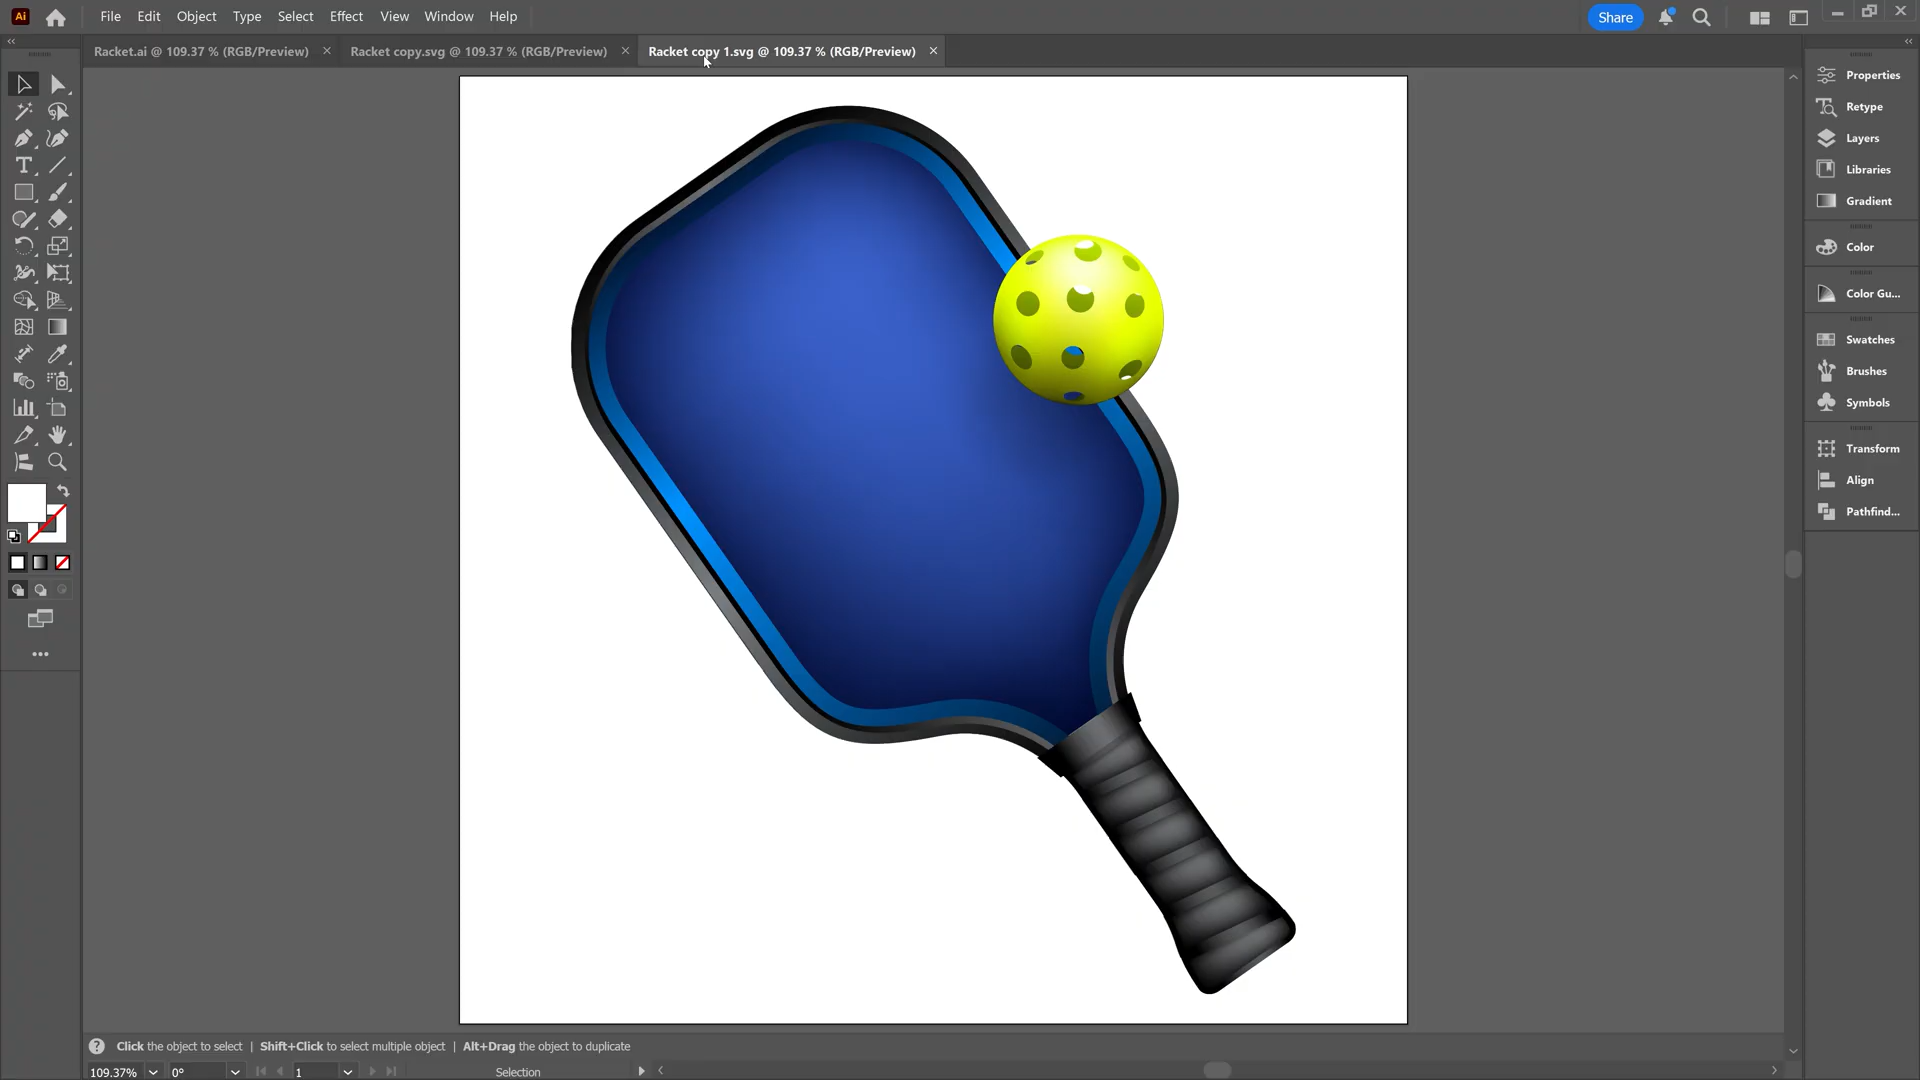 Ai
File Edit Object Type Select Effect View Window Help
Share
Racket.ai @ 109.37 % (RGB/Preview)
Racket copy.svg @ 109.37 % (RGB/Preview)
Racket copy 1.svg @ 109.37 % (RGB/Preview)
Properties
Retype
Layers
Libraries
Gradient
Color
Color Gu...
Swatches
Brushes
Symbols
Transform
Align
Pathfind...
Click the object to select | Shift+Click to select multiple object | Alt+Drag the object to duplicate
109.37% 0° 1 Selection